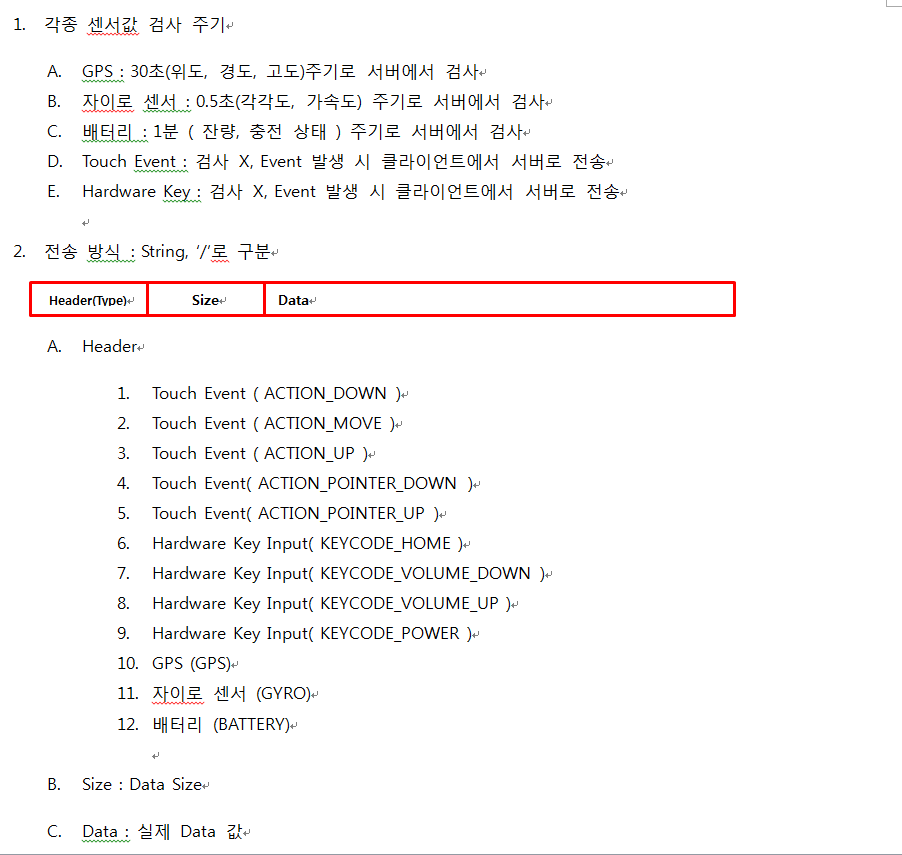 1. 각종 센서값 검사 주기
A. GPS : 30초(위도, 경도, 고도)주기로 서버에서 검사
B. 자이로 센서 : 0.5초(각각도, 가속도) 주기로 서버에서 검사
C. 배터리 : 1분 ( 잔량, 충전 상태 ) 주기로 서버에서 검사
D. Touch Event : 검사 X, Event 발생 시 클라이언트에서 서버로 전송
E. Hardware Key : 검사 X, Event 발생 시 클라이언트에서 서버로 전송
2. 전송 방식 : String, ‘/’로 구분
Header(Type) Size Data
A. Header
1. Touch Event ( ACTION_DOWN )
2. Touch Event ( ACTION_MOVE )
3. Touch Event ( ACTION_UP )
4. Touch Event( ACTION_POINTER_DOWN )
5. Touch Event( ACTION_POINTER_UP )
6. Hardware Key Input( KEYCODE_HOME )
7. Hardware Key Input( KEYCODE_VOLUME_DOWN )
8. Hardware Key Input( KEYCODE_VOLUME_UP )
9. Hardware Key Input( KEYCODE_POWER )
10. GPS (GPS)
11. 자이로 센서 (GYRO)
12. 배터리 (BATTERY)
B. Size : Data Size
C. Data : 실제 Data 값